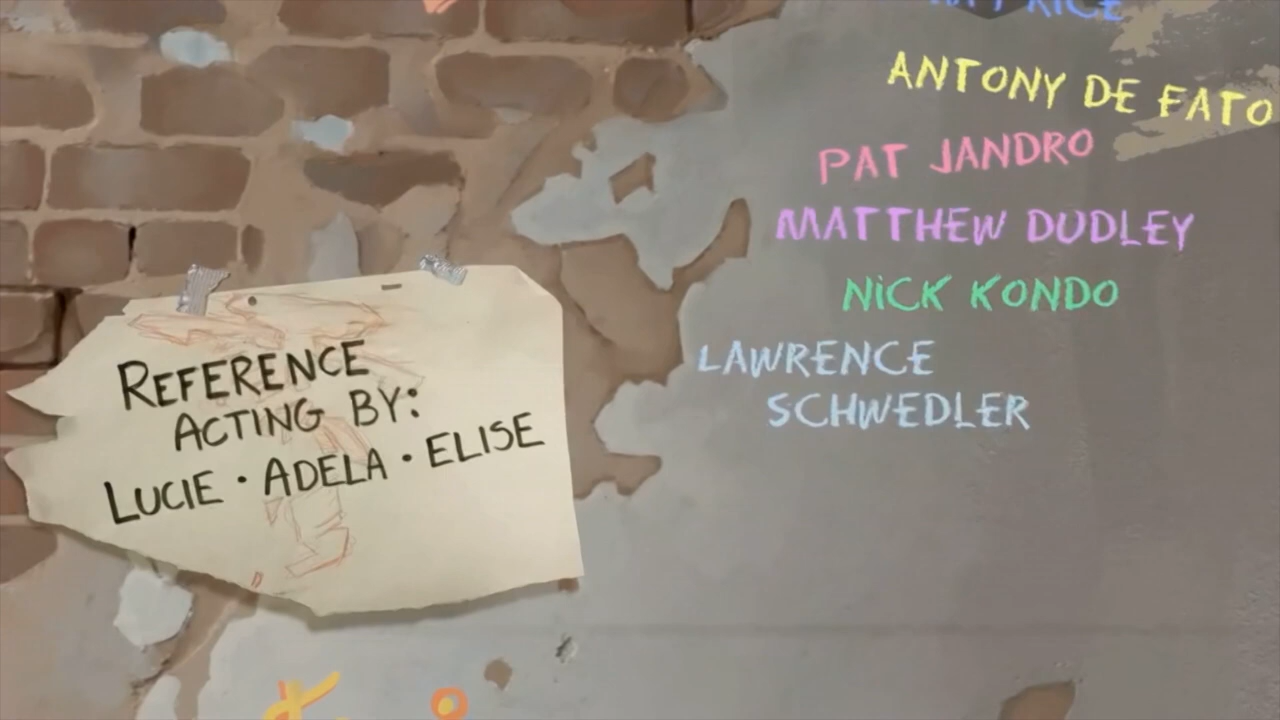 ANTONY DE FATO
PAT JANDRO
MATTHEW DUDLEY
NICK KONDO
LAWRENCE
SCHWEDLER
REFERENCE
ACTING BY:
LUCIE · ADELA · ELISE